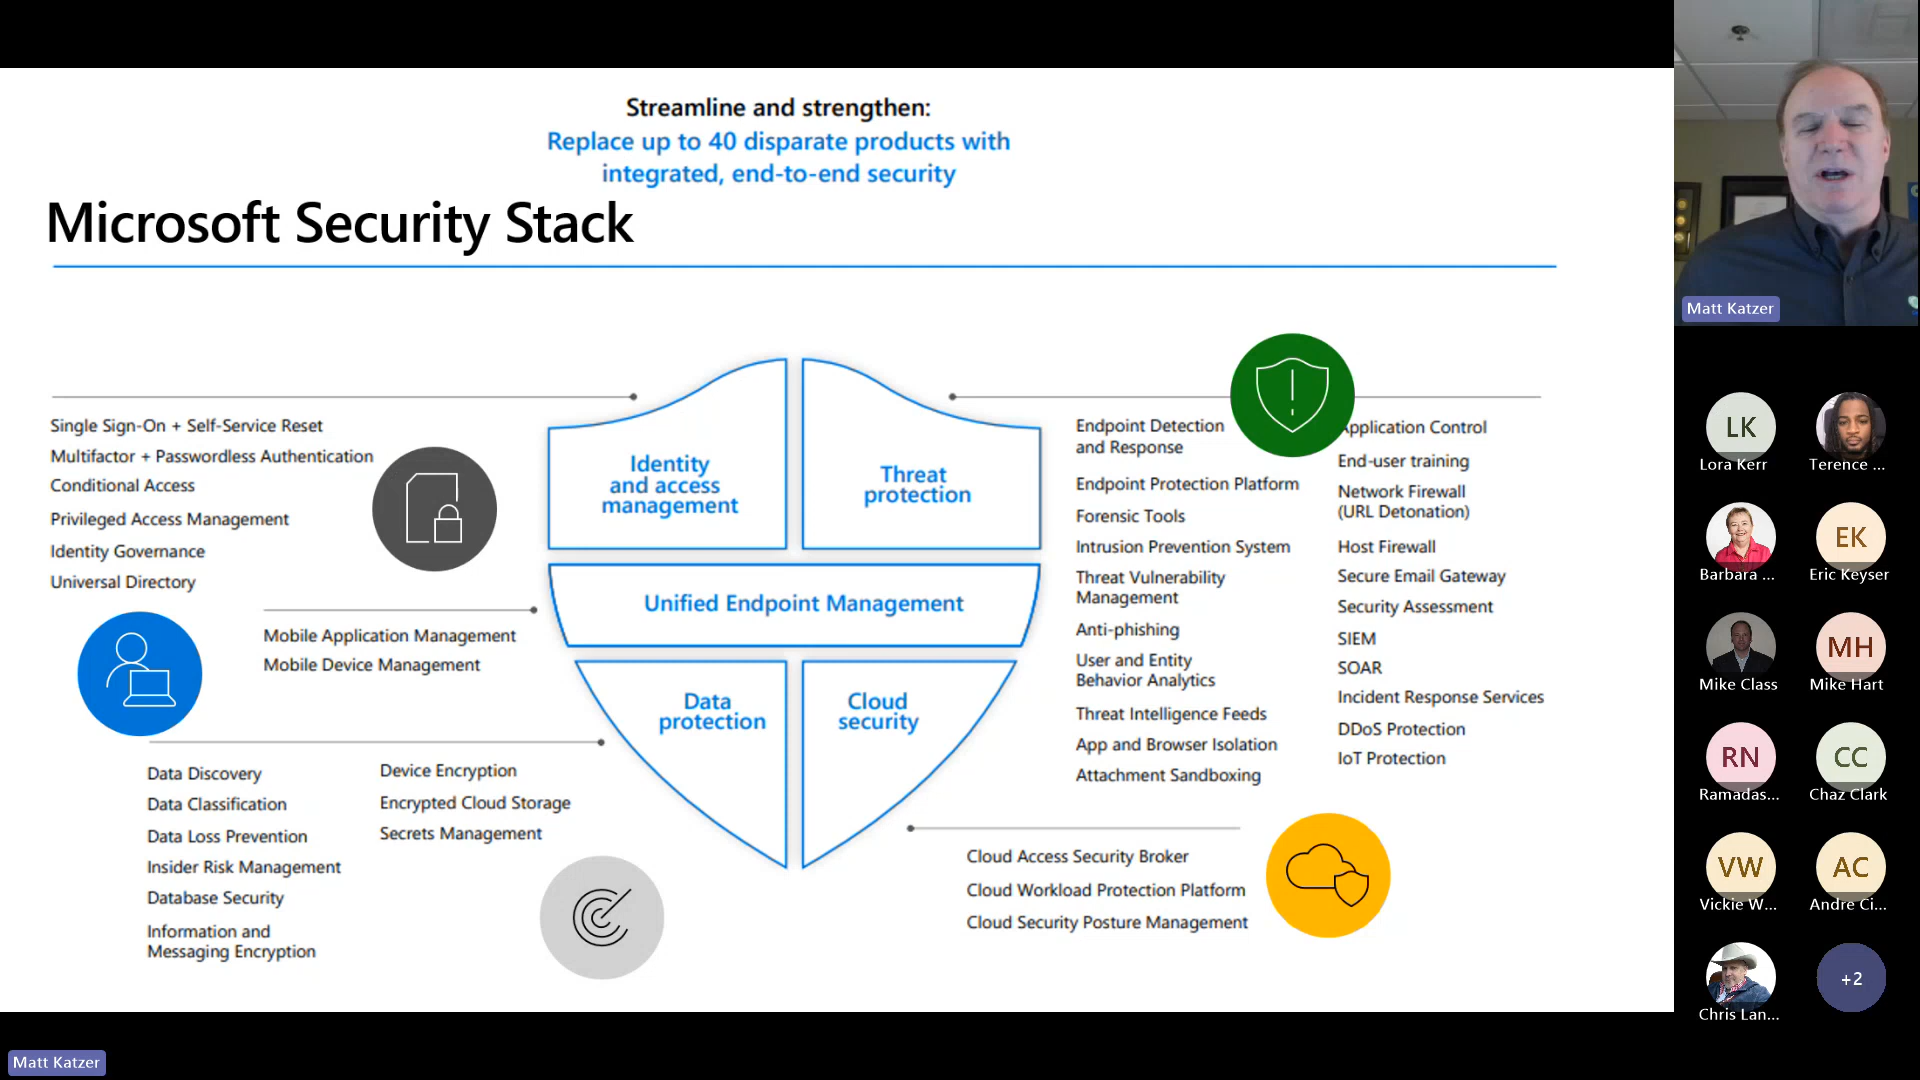 Streamline and strengthen:
Replace up to 40 disparate products with
integrated, end-to-end security
Microsoft Security Stack
Single Sign-On + Self-Service Reset
Multifactor + Passwordless Authentication
Conditional Access
Privileged Access Management
Identity Governance
Universal Directory
Mobile Application Management
Mobile Device Management
Data Discovery
Data Classification
Data Loss Prevention
Insider Risk Management
Database Security
Information and
Messaging Encryption
Device Encryption
Encrypted Cloud Storage
Secrets Management
Identity
and access
management
Threat
protection
Unified Endpoint Management
Data
protection
Cloud
security
Endpoint Detection
and Response
Endpoint Protection Platform
Forensic Tools
Intrusion Prevention System
Threat Vulnerability
Management
Anti-phishing
User and Entity
Behavior Analytics
Threat Intelligence Feeds
App and Browser Isolation
Attachment Sandboxing
Application Control
End-user training
Network Firewall
(URL Detonation)
Host Firewall
Secure Email Gateway
Security Assessment
SIEM
SOAR
Incident Response Services
DDoS Protection
IoT Protection
Cloud Access Security Broker
Cloud Workload Protection Platform
Cloud Security Posture Management
Matt Katzer
LK
Lora Kerr
Terence ...
Barbara ...
EK
Eric Keyser
Mike Class
MH
Mike Hart
RN
Ramadas...
CC
Chaz Clark
VW
Vickie W...
AC
Andre Ci...
Chris Lan...
+2
Matt Katzer